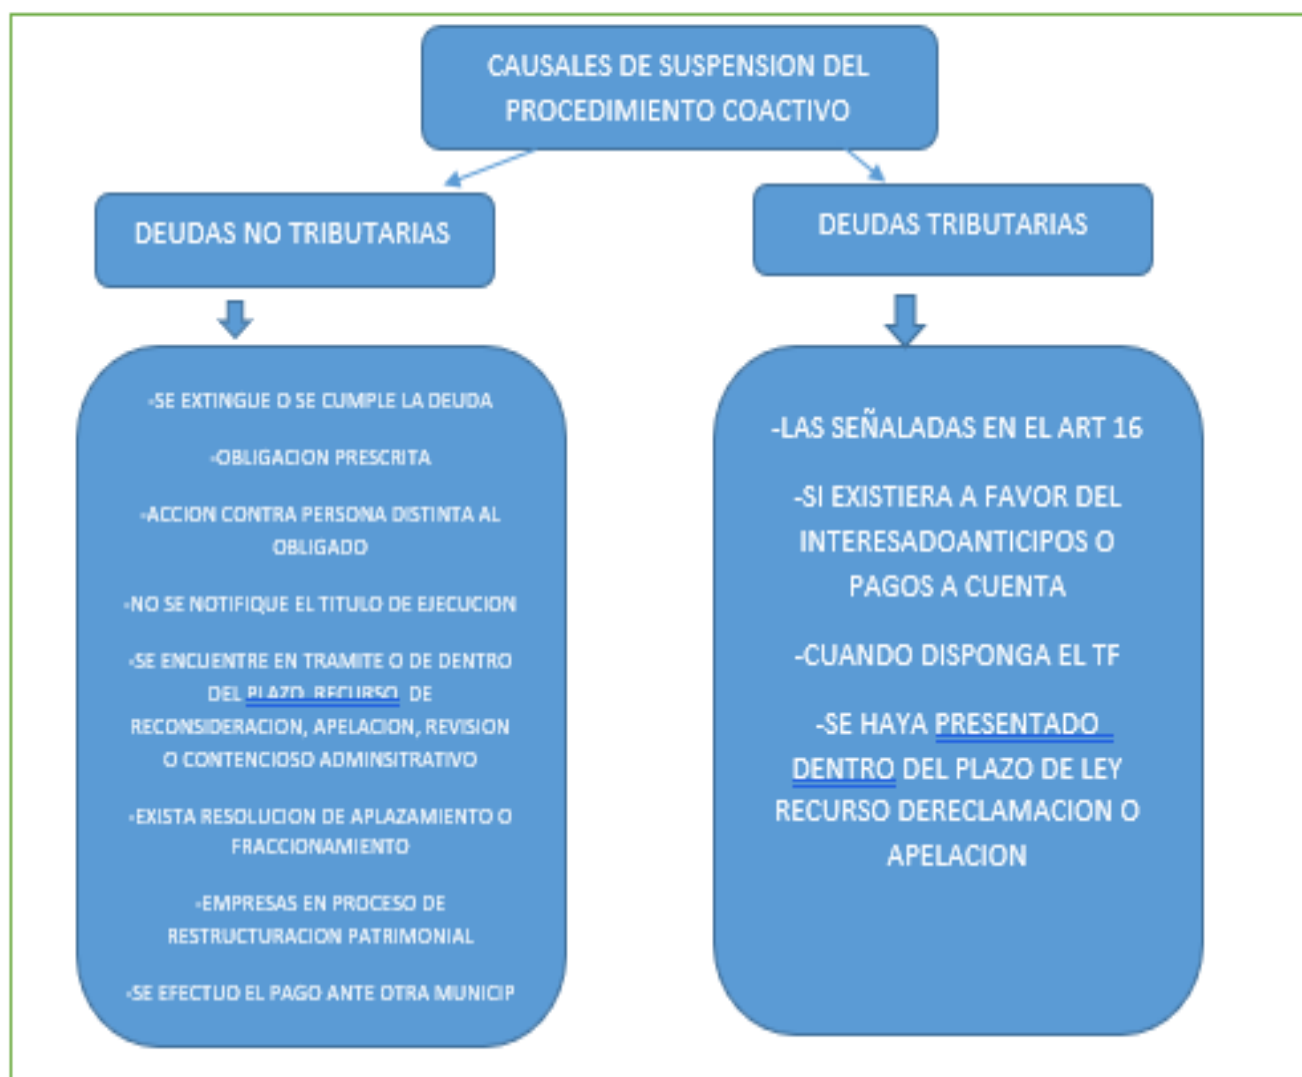 CAUSALES DE SUSPENSION DEL
PROCEDIMIENTO COACTIVO
DEUDAS NO TRIBUTARIAS
-SE EXTINGUE O SE CUMPLE LA DEUDA
-OBLIGACION PRESCRITA
-ACCION CONTRA PERSONA DISTINTA AL
OBLIGADO
-NO SE NOTIFIQUE EL TITULO DE EJECUCION
-SE ENCUENTRE EN TRAMITE O DE DENTRO
DEL PLAZO RECURSO DE
RECONSIDERACION, APELACION, REVISION
O CONTENCIOSO ADMINSITRATIVO
-EXISTA RESOLUCION DE APLAZAMIENTO O
FRACCIONAMIENTO
-EMPRESAS EN PROCESO DE
RESTRUCTURACION PATRIMONIAL
-SE EFECTUO EL PAGO ANTE OTRA MUNICIP
DEUDAS TRIBUTARIAS
-LAS SEÑALADAS EN EL ART 16
-SI EXISTIERA A FAVOR DEL
INTERESADOANTICIPOS O
PAGOS A CUENTA
-CUANDO DISPONGA EL TF
-SE HAYA PRESENTADO
DENTRO DEL PLAZO DE LEY
RECURSO DERECLAMACION O
APELACION